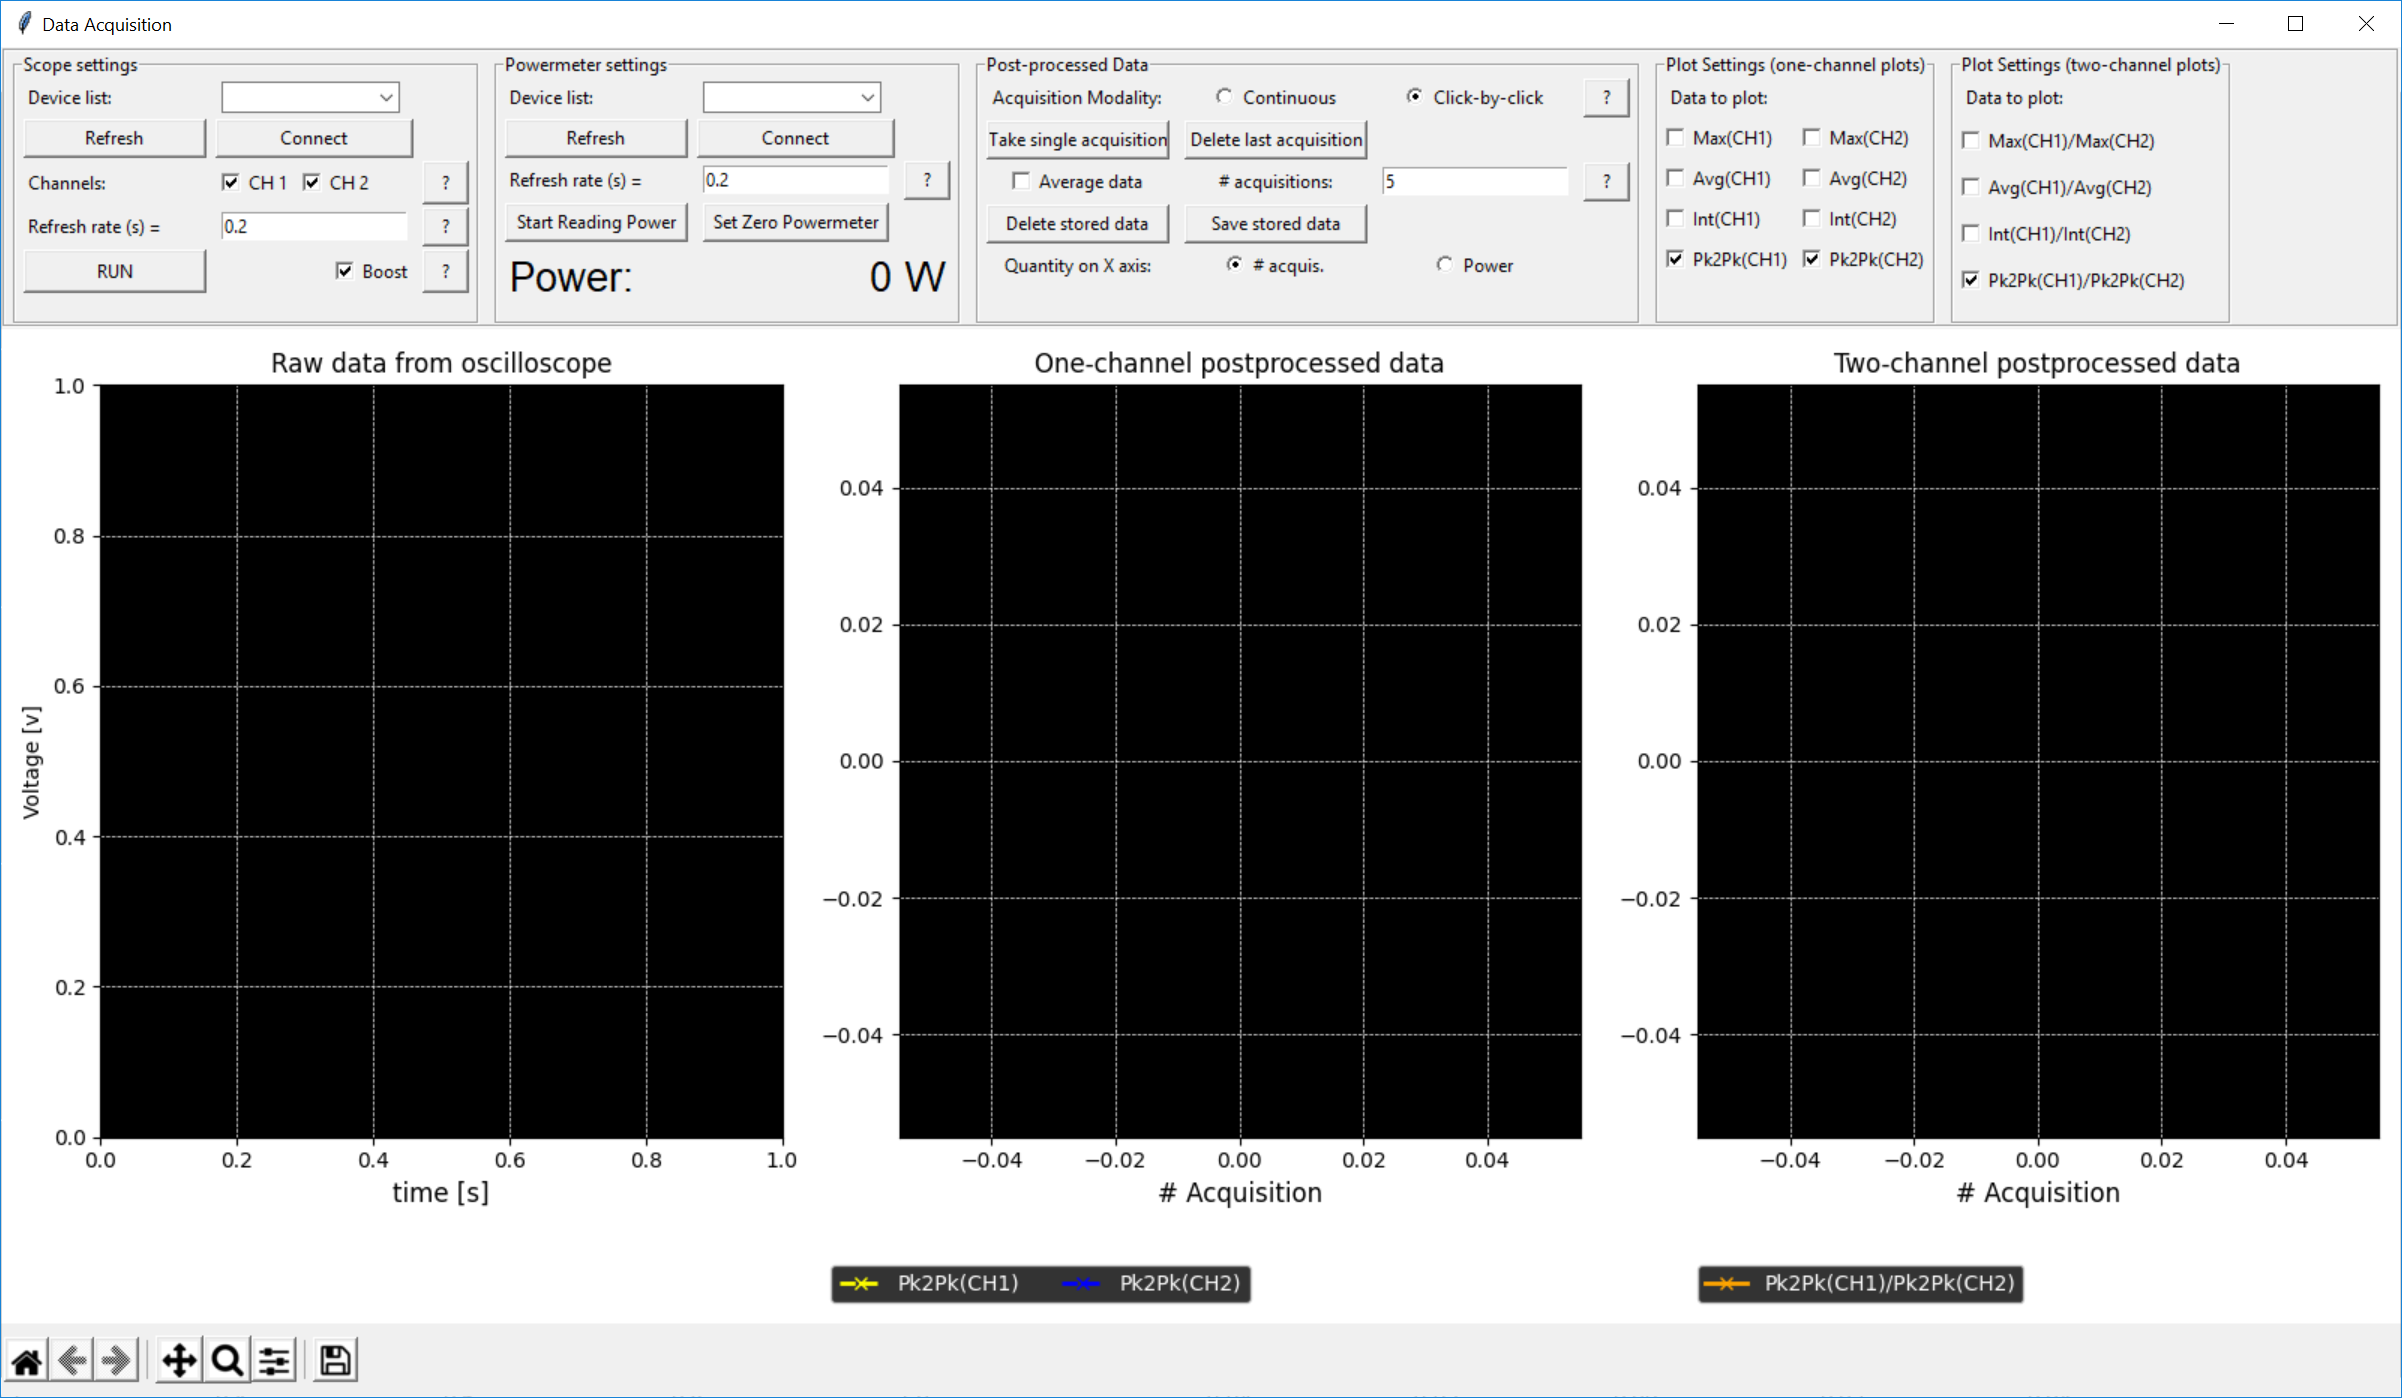 Data Acquisition
Scope settings
Device list:
Refresh
Connect
Channels:
CH 1
CH 2
?
Refresh rate (s) =
0.2
?
RUN
Boost
?
Powermeter settings
Device list:
Refresh
Connect
Refresh rate (s) =
0.2
?
Start Reading Power
Set Zero Powermeter
Power:
0 W
Post-processed Data
Acquisition Modality:
Continuous
Click-by-click
?
Take single acquisition
Delete last acquisition
Average data
# acquisitions:
5
?
Delete stored data
Save stored data
Quantity on X axis:
# acquis.
Power
Plot Settings (one-channel plots)
Data to plot:
Max(CH1)
Max(CH2)
Avg(CH1)
Avg(CH2)
Int(CH1)
Int(CH2)
Pk2Pk(CH1)
Pk2Pk(CH2)
Plot Settings (two-channel plots)
Data to plot:
Max(CH1)/Max(CH2)
Avg(CH1)/Avg(CH2)
Int(CH1)/Int(CH2)
Pk2Pk(CH1)/Pk2Pk(CH2)
Raw data from oscilloscope
Voltage [v]
1.0
0.8
0.6
0.4
0.2
0.0
0.0 0.2 0.4 0.6 0.8 1.0
time [s]
One-channel postprocessed data
0.04
0.02
0.00
−0.02
−0.04
−0.04 −0.02 0.00 0.02 0.04
# Acquisition
Pk2Pk(CH1)
Pk2Pk(CH2)
Two-channel postprocessed data
0.04
0.02
0.00
−0.02
−0.04
−0.04 −0.02 0.00 0.02 0.04
# Acquisition
Pk2Pk(CH1)/Pk2Pk(CH2)